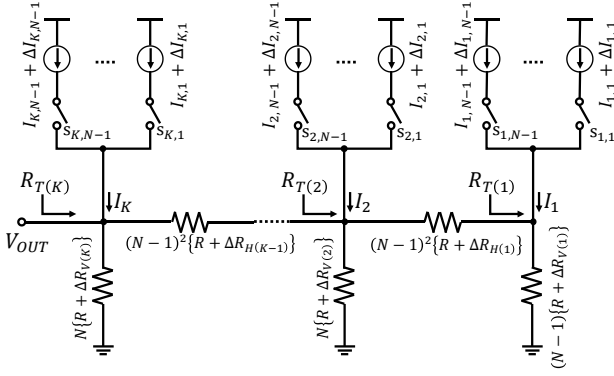 I_{K,N-1} + ΔI_{K,N-1}
I_{K,1} + ΔI_{K,1}
I_{2,N-1} + ΔI_{2,N-1}
I_{2,1} + ΔI_{2,1}
I_{1,N-1} + ΔI_{1,N-1}
I_{1,1} + ΔI_{1,1}
s_{K,N-1}
s_{K,1}
s_{2,N-1}
s_{2,1}
s_{1,N-1}
s_{1,1}
R_{T(K)}
I_K
R_{T(2)}
I_2
R_{T(1)}
I_1
V_{OUT}
(N−1)^2{R + ΔR_{H(K−1)}}
(N−1)^2{R + ΔR_{H(1)}}
N{R + ΔR_{V(K)}}
N{R + ΔR_{V(2)}}
(N−1){R + ΔR_{V(1)}}